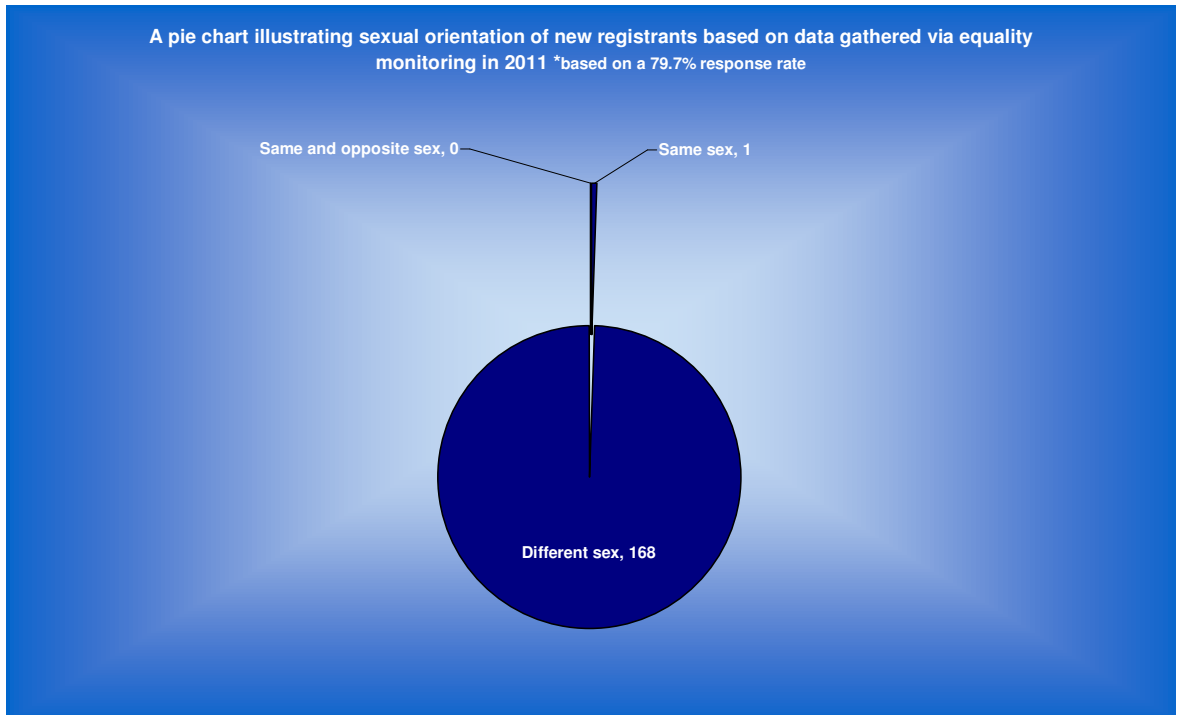 A pie chart illustrating sexual orientation of new registrants based on data gathered via equality
monitoring in 2011 *based on a 79.7% response rate
Same and opposite sex, 0
Same sex, 1
Different sex, 168